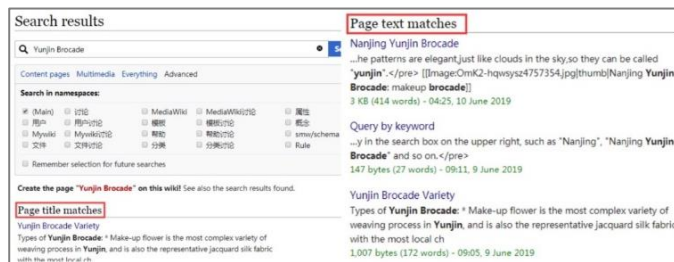 Search results
Yunjin Brocade
Content pages Multimedia Everything Advanced
Search in namespaces:
(Main) 讨论 MediaWiki MediaWiki讨论 属性
用户 用户讨论 模板 模板讨论 概念
Mywiki Mywiki讨论 帮助 帮助讨论 smw/schema
文件 文件讨论 分类 分类讨论 Rule
Remember selection for future searches
Create the page "Yunjin Brocade" on this wiki! See also the search results found.
Page title matches
Yunjin Brocade Variety
Types of Yunjin Brocade: * Make-up flower is the most complex variety of
weaving process in Yunjin, and is also the representative jacquard silk fabric
with the most local ch
Page text matches
Nanjing Yunjin Brocade
...he patterns are elegant,just like clouds in the sky,so they can be called
"yunjin".</pre> [[Image:OmK2-hqwsysz4757354.jpg|thumb|Nanjing Yunjin
Brocade: makeup brocade]]
3 KB (414 words) - 04:25, 10 June 2019
Query by keyword
...y in the search box on the upper right, such as "Nanjing", "Nanjing Yunjin
Brocade" and so on.</pre>
147 bytes (27 words) - 09:11, 9 June 2019
Yunjin Brocade Variety
Types of Yunjin Brocade: * Make-up flower is the most complex variety of
weaving process in Yunjin, and is also the representative jacquard silk fabric
with the most local ch
1,007 bytes (172 words) - 09:05, 9 June 2019